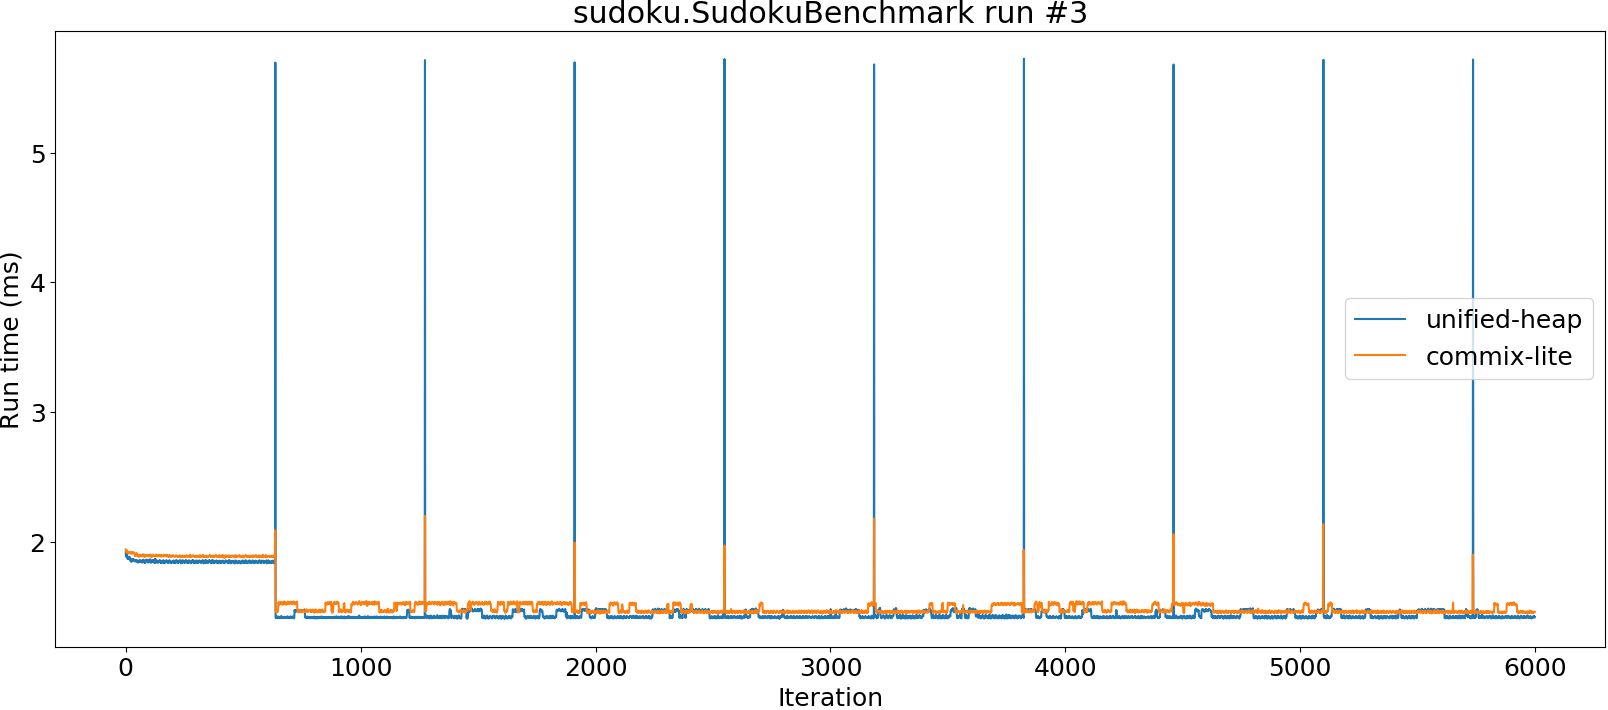 sudoku.SudokuBenchmark run #3
Run time (ms)
5
4
3
2
unified-heap
commix-lite
0 1000 2000 3000 4000 5000 6000
Iteration